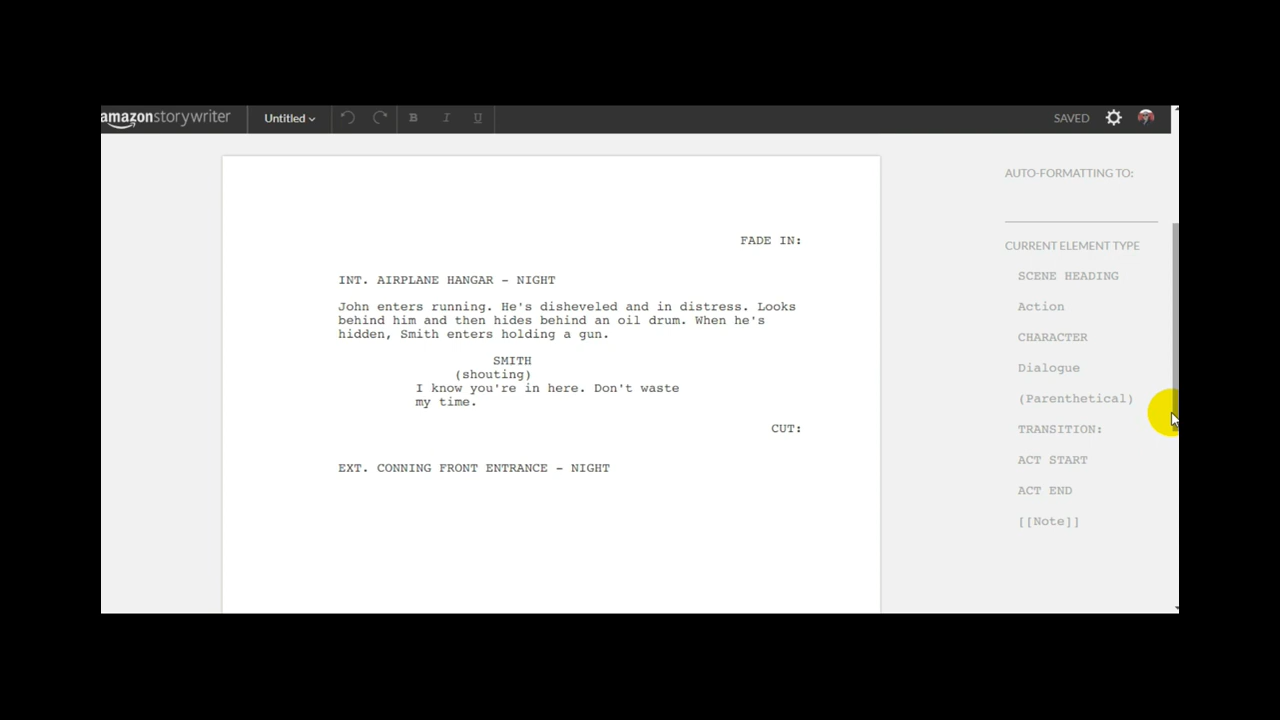 amazonstorywriter
Untitled
B I U
SAVED
FADE IN:
INT. AIRPLANE HANGAR - NIGHT
John enters running. He's disheveled and in distress. Looks
behind him and then hides behind an oil drum. When he's
hidden, Smith enters holding a gun.
SMITH
(shouting)
I know you're in here. Don't waste
my time.
CUT:
EXT. CONNING FRONT ENTRANCE - NIGHT
AUTO-FORMATTING TO:
CURRENT ELEMENT TYPE
SCENE HEADING
Action
CHARACTER
Dialogue
(Parenthetical)
TRANSITION:
ACT START
ACT END
[[Note]]